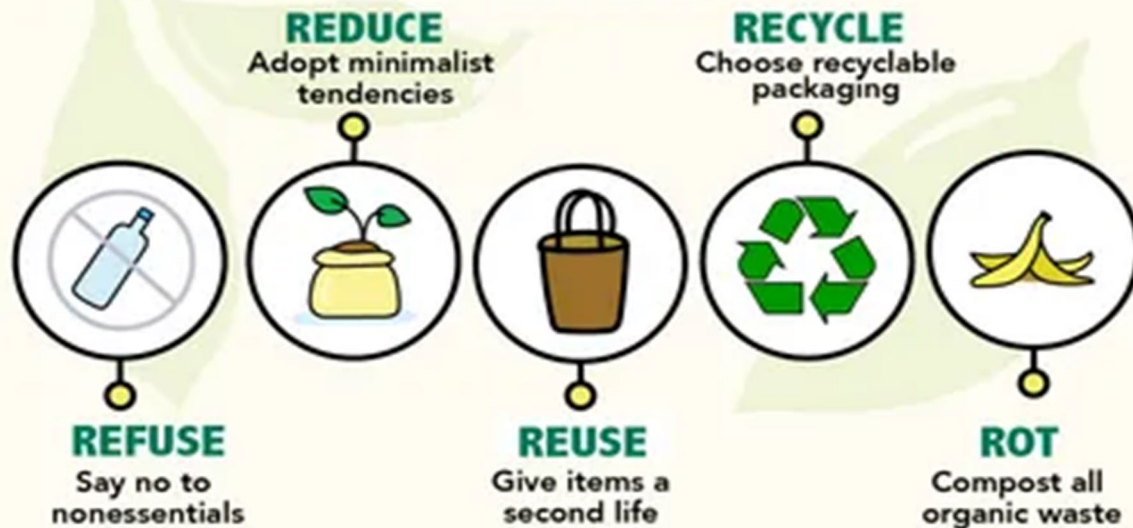 REDUCE
Adopt minimalist
tendencies
RECYCLE
Choose recyclable
packaging
REFUSE
Say no to
nonessentials
REUSE
Give items a
second life
ROT
Compost all
organic waste